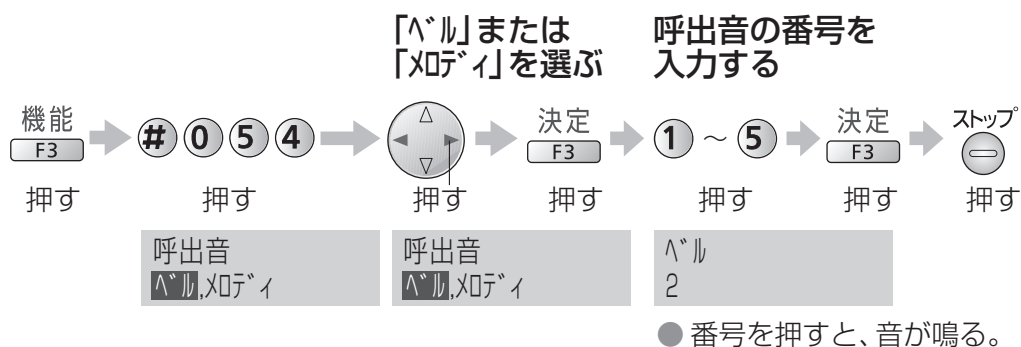 「ﾍﾞﾙ」または
「ﾒﾛﾃﾞｨ」を選ぶ
呼出音の番号を
入力する
機能
F3
# 0 5 4
決定
F3
1 ～ 5
決定
F3
ストップ
押す 押す 押す 押す 押す 押す 押す
呼出音
ﾍﾞﾙ,ﾒﾛﾃﾞｨ
呼出音
ﾍﾞﾙ,ﾒﾛﾃﾞｨ
ﾍﾞﾙ
2
● 番号を押すと、音が鳴る。